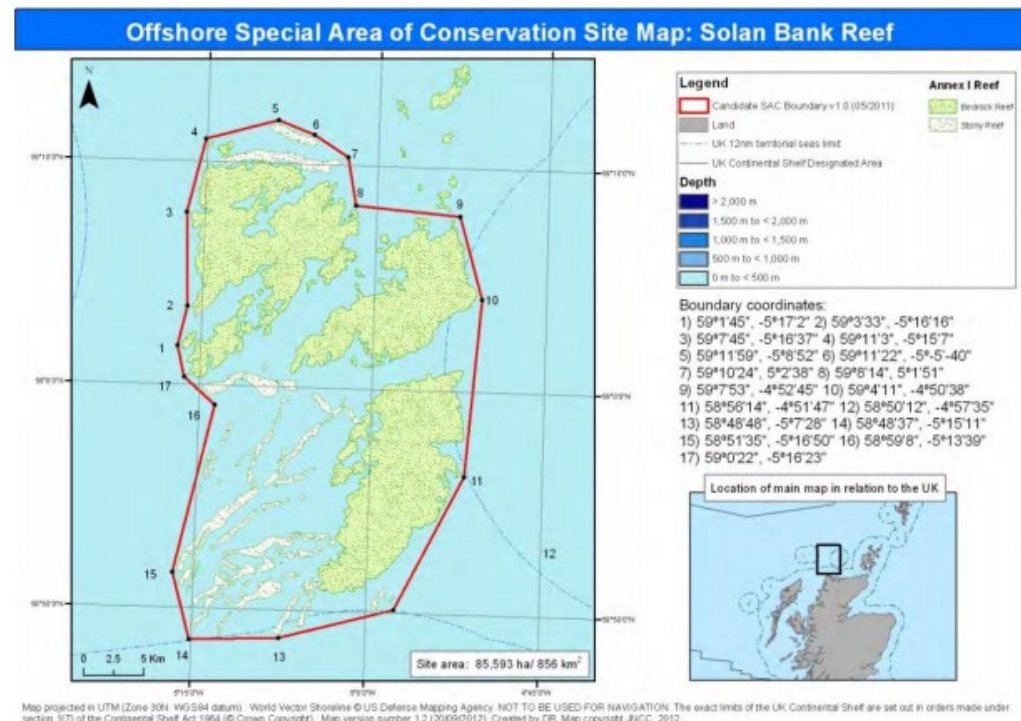 Offshore Special Area of Conservation Site Map: Solan Bank Reef
N
5
4
6
7
8
9
3
10
2
1
17
16
11
12
15
14
13
0 2.5 5 Km
Site area: 85,593 ha/ 856 km²
5°15'0"W
5°0'0"W
4°45'0"W
Legend
Candidate SAC Boundary v1.0 (05/2011)
Land
UK 12nm territorial seas limit
UK Continental Shelf Designated Area
Annex I Reef
Bedrock Reef
Stony Reef
Depth
> 2,000 m
1,500 m to < 2,000 m
1,000 m to < 1,500 m
500 m to < 1,000 m
0 m to < 500 m
Boundary coordinates:
1) 59°1'45", -5°17'2" 2) 59°3'33", -5°16'16"
3) 59°7'45", -5°16'37" 4) 59°11'3", -5°15'7"
5) 59°11'59", -5°8'52" 6) 59°11'22", -5°-5'-40"
7) 59°10'24", 5°2'38" 8) 59°8'14", 5°1'51"
9) 59°7'53", -4°52'45" 10) 59°4'11", -4°50'38"
11) 58°56'14", -4°51'47" 12) 58°50'12", -4°57'35"
13) 58°48'48", -5°7'28" 14) 58°48'37", -5°15'11"
15) 58°51'35", -5°16'50" 16) 58°59'8", -5°13'39"
17) 59°0'22", -5°16'23"
Location of main map in relation to the UK
Map projected in UTM (Zone 30N, WGS84 datum). World Vector Shoreline © US Defense Mapping Agency. NOT TO BE USED FOR NAVIGATION. The exact limits of the UK Continental Shelf are set out in orders made under
section 1(7) of the Continental Shelf Act 1964 (© Crown Copyright). Map version number 1.2 (20/09/2012). Created by DR. Map copyright JNCC, 2012.